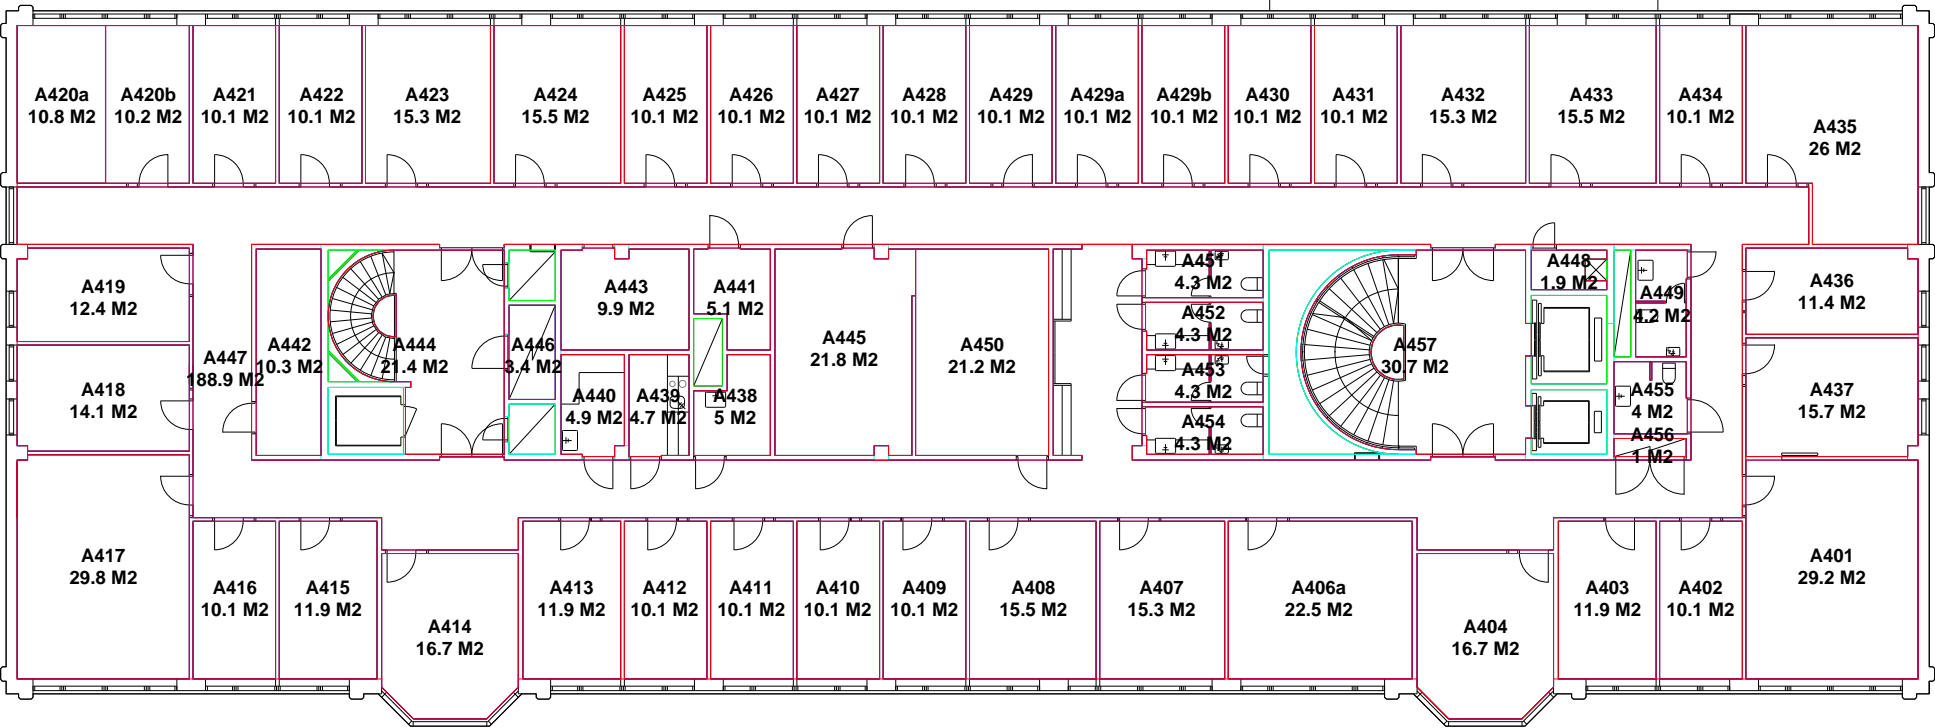 A420a
10.8 M2
A420b
10.2 M2
A421
10.1 M2
A422
10.1 M2
A423
15.3 M2
A424
15.5 M2
A425
10.1 M2
A426
10.1 M2
A427
10.1 M2
A428
10.1 M2
A429
10.1 M2
A429a
10.1 M2
A429b
10.1 M2
A430
10.1 M2
A431
10.1 M2
A432
15.3 M2
A433
15.5 M2
A434
10.1 M2
A435
26 M2
A419
12.4 M2
A418
14.1 M2
A447
188.9 M2
A442
10.3 M2
A444
21.4 M2
A446
3.4 M2
A443
9.9 M2
A441
5.1 M2
A440
4.9 M2
A439
4.7 M2
A438
5 M2
A445
21.8 M2
A450
21.2 M2
A451
4.3 M2
A452
4.3 M2
A453
4.3 M2
A454
4.3 M2
A457
30.7 M2
A448
1.9 M2
A449
4.2 M2
A455
4 M2
A456
1 M2
A436
11.4 M2
A437
15.7 M2
A417
29.8 M2
A416
10.1 M2
A415
11.9 M2
A414
16.7 M2
A413
11.9 M2
A412
10.1 M2
A411
10.1 M2
A410
10.1 M2
A409
10.1 M2
A408
15.5 M2
A407
15.3 M2
A406a
22.5 M2
A404
16.7 M2
A403
11.9 M2
A402
10.1 M2
A401
29.2 M2